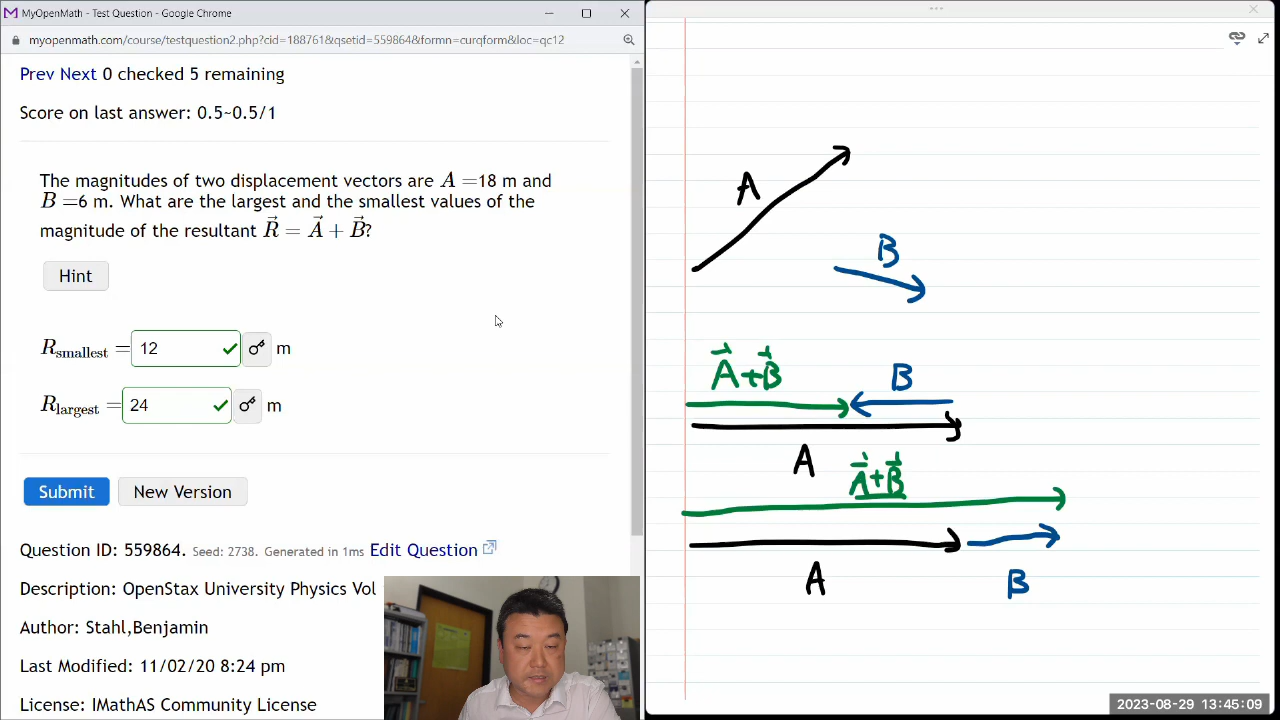 MyOpenMath - Test Question - Google Chrome
myopenmath.com/course/testquestion2.php?cid=188761&qsetid=559864&formn=curqform&loc=qc12
Prev Next 0 checked 5 remaining
Score on last answer: 0.5~0.5/1
The magnitudes of two displacement vectors are A =18 m and
B =6 m. What are the largest and the smallest values of the
magnitude of the resultant R⃗ = A⃗ + B⃗?
Hint
Rsmallest = 12 m
Rlargest = 24 m
Submit New Version
Question ID: 559864. Seed: 2738. Generated in 1ms Edit Question
Description: OpenStax University Physics Vol
Author: Stahl,Benjamin
Last Modified: 11/02/20 8:24 pm
License: IMathAS Community License
A
B
A⃗+B⃗
B
A
A⃗+B⃗
A
B
2023-08-29 13:45:09